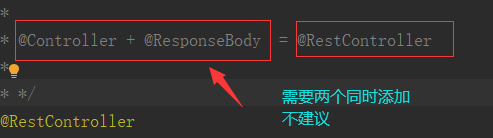 *
* @Controller + @ResponseBody = @RestController
*
* */
需要两个同时添加
不建议
@RestController